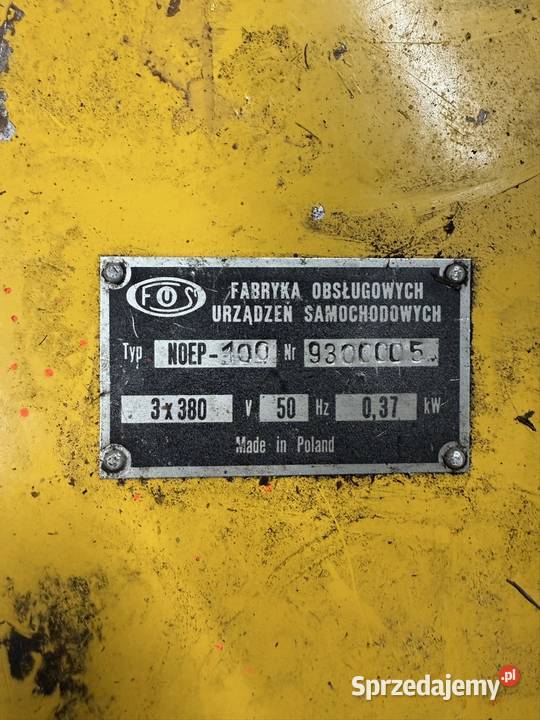 FUS
FABRYKA OBSŁUGOWYCH
URZĄDZEŃ SAMOCHODOWYCH
Typ NOEP-100 Nr 9300005
3x380 V 50 Hz 0,37 kW
Made in Poland
Sprzedajemy.pl